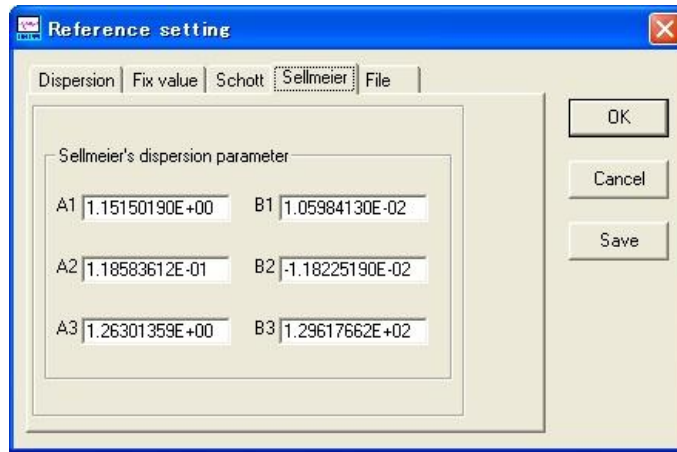 Reference setting
Dispersion Fix value Schott Sellmeier File
OK
Cancel
Save
Sellmeier's dispersion parameter
A1 1.15150190E+00 B1 1.05984130E-02
A2 1.18583612E-01 B2 -1.18225190E-02
A3 1.26301359E+00 B3 1.29617662E+02